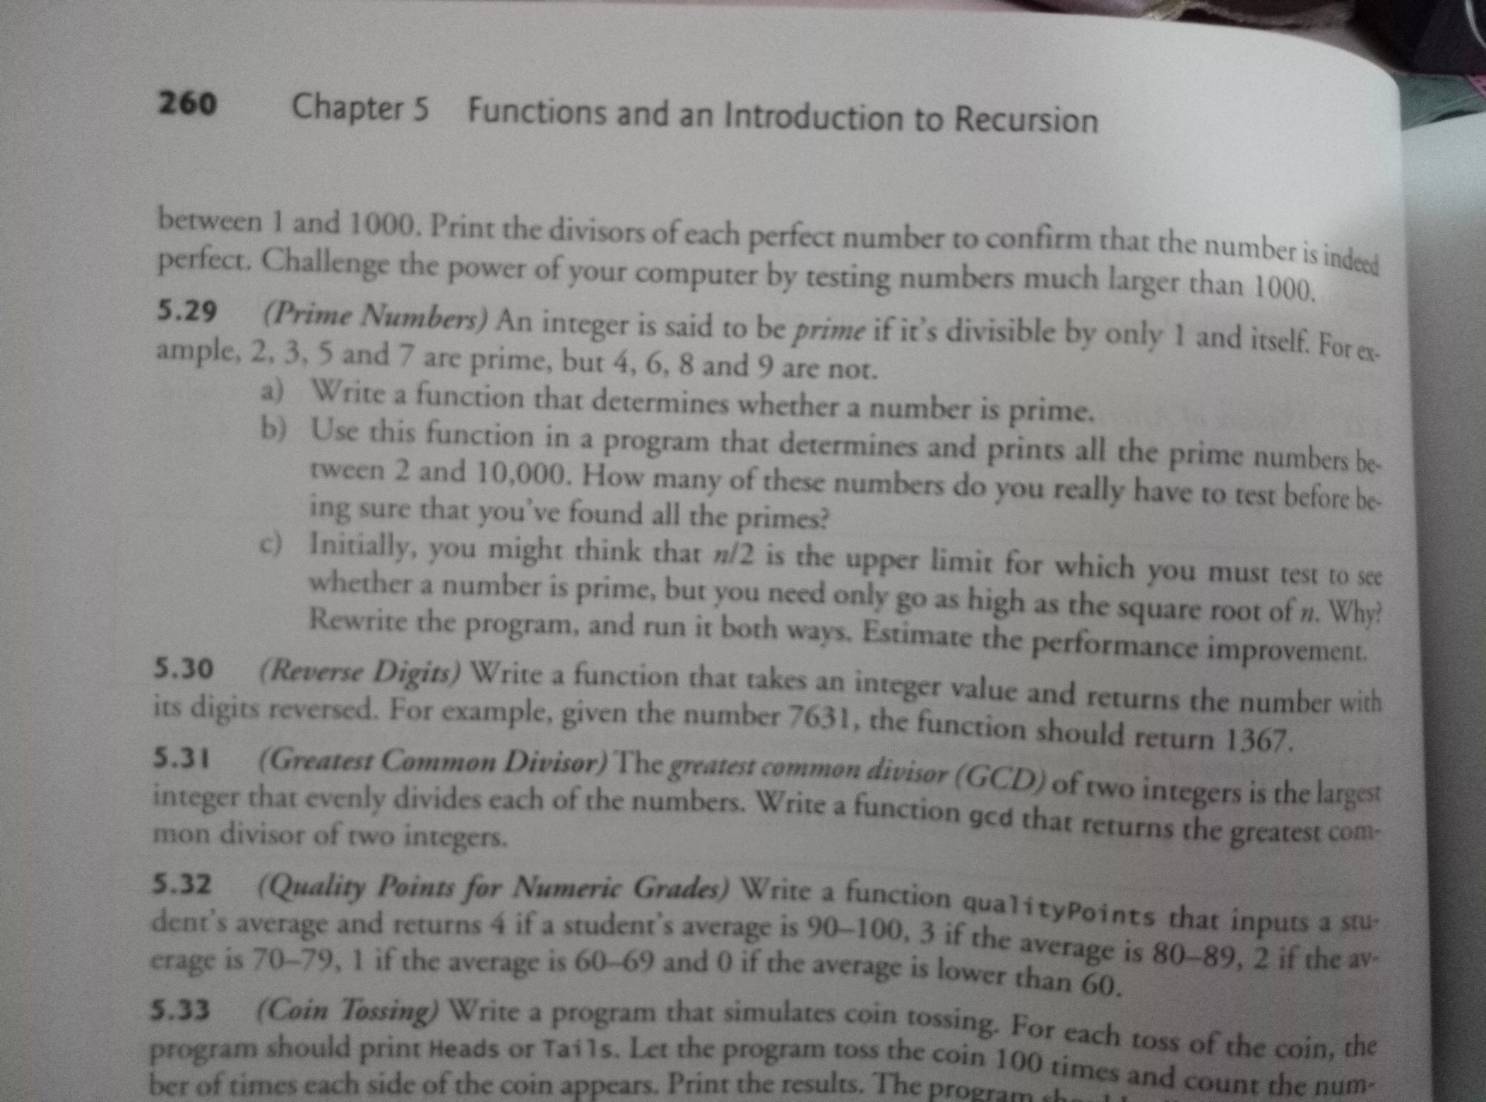 260 Chapter 5 Functions and an Introduction to Recursion
between 1 and 1000. Print the divisors of each perfect number to confirm that the number is indeed
perfect. Challenge the power of your computer by testing numbers much larger than 1000.
5.29 (Prime Numbers) An integer is said to be prime if it's divisible by only 1 and itself. For ex-
ample, 2, 3, 5 and 7 are prime, but 4, 6, 8 and 9 are not.
a) Write a function that determines whether a number is prime.
b) Use this function in a program that determines and prints all the prime numbers be-
tween 2 and 10,000. How many of these numbers do you really have to test before be-
ing sure that you've found all the primes?
c) Initially, you might think that n/2 is the upper limit for which you must test to see
whether a number is prime, but you need only go as high as the square root of n. Why?
Rewrite the program, and run it both ways. Estimate the performance improvement.
5.30 (Reverse Digits) Write a function that takes an integer value and returns the number with
its digits reversed. For example, given the number 7631, the function should return 1367.
5.31 (Greatest Common Divisor) The greatest common divisor (GCD) of two integers is the largest
integer that evenly divides each of the numbers. Write a function gcd that returns the greatest com-
mon divisor of two integers.
5.32 (Quality Points for Numeric Grades) Write a function qualityPoints that inputs a stu-
dent's average and returns 4 if a student's average is 90–100, 3 if the average is 80–89, 2 if the av-
erage is 70–79, 1 if the average is 60–69 and 0 if the average is lower than 60.
5.33 (Coin Tossing) Write a program that simulates coin tossing. For each toss of the coin, the
program should print Heads or Tails. Let the program toss the coin 100 times and count the num-
ber of times each side of the coin appears. Print the results. The program